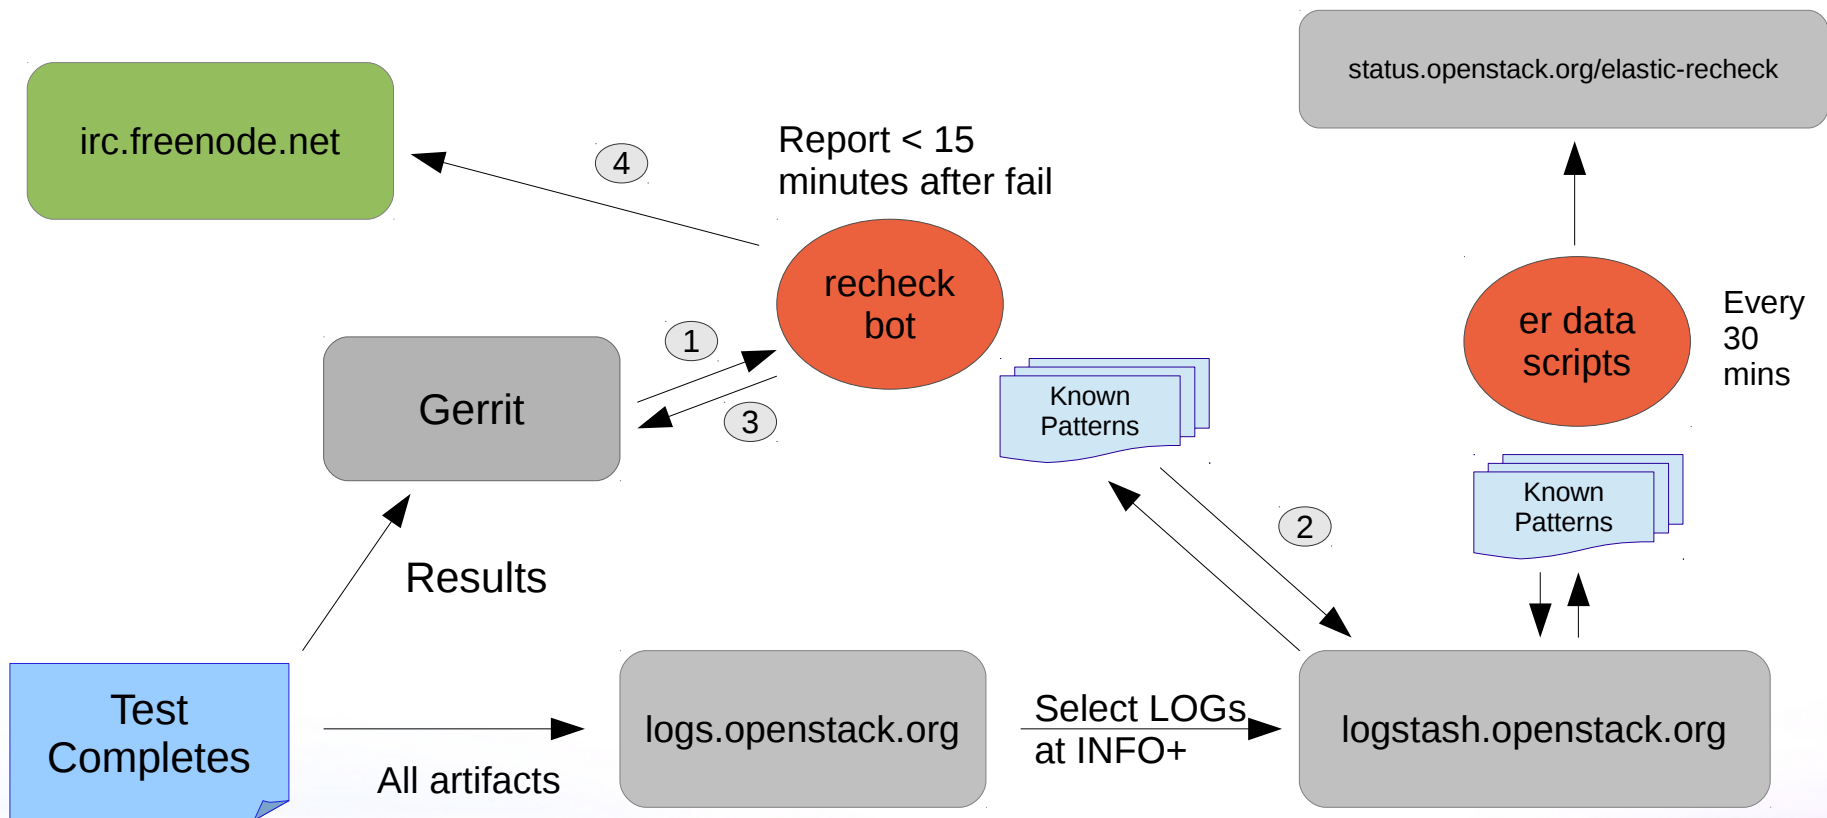 status.openstack.org/elastic-recheck
irc.freenode.net
4
Report < 15
minutes after fail
recheck
bot
er data
scripts
Every
30
mins
1
3
Gerrit
Known
Patterns
Known
Patterns
2
Results
Test
Completes
All artifacts
logs.openstack.org
Select LOGs
at INFO+
logstash.openstack.org